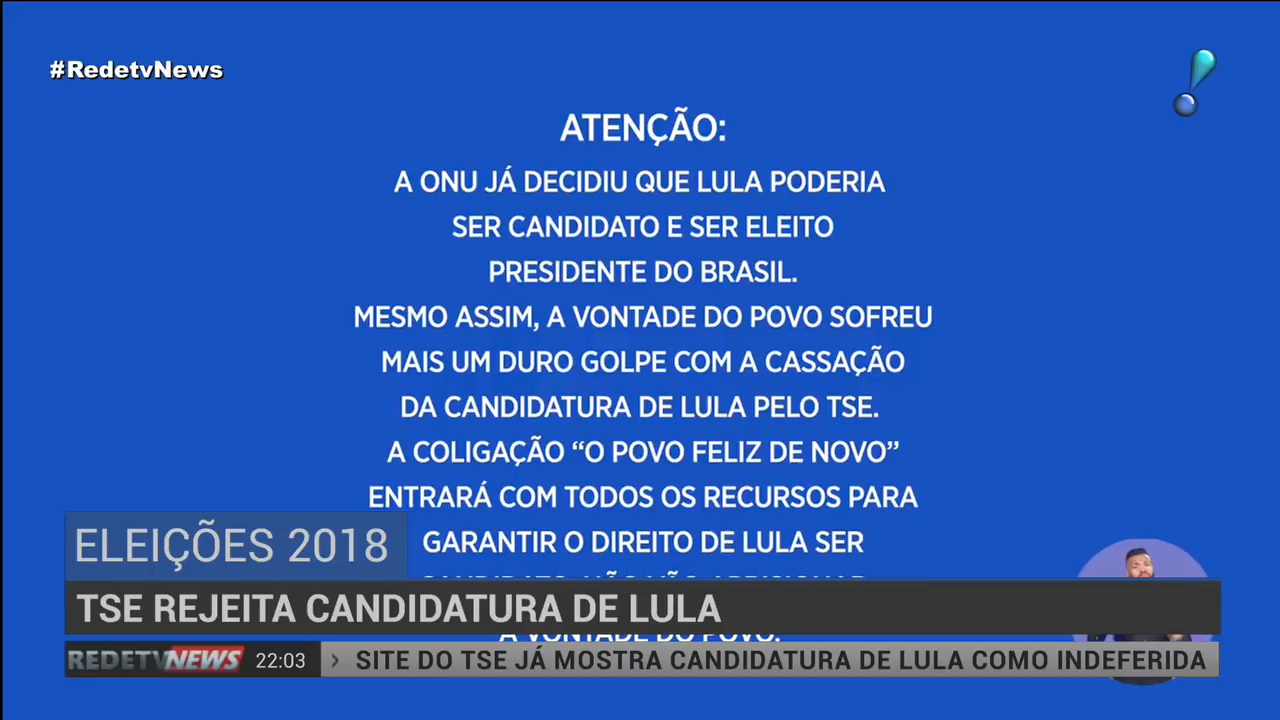 #RedetvNews
ATENÇÃO:
A ONU JÁ DECIDIU QUE LULA PODERIA
SER CANDIDATO E SER ELEITO
PRESIDENTE DO BRASIL.
MESMO ASSIM, A VONTADE DO POVO SOFREU
MAIS UM DURO GOLPE COM A CASSAÇÃO
DA CANDIDATURA DE LULA PELO TSE.
A COLIGAÇÃO “O POVO FELIZ DE NOVO”
ENTRARÁ COM TODOS OS RECURSOS PARA
GARANTIR O DIREITO DE LULA SER
A VONTADE DO POVO.
ELEIÇÕES 2018
TSE REJEITA CANDIDATURA DE LULA
REDETV NEWS 22:03 › SITE DO TSE JÁ MOSTRA CANDIDATURA DE LULA COMO INDEFERIDA